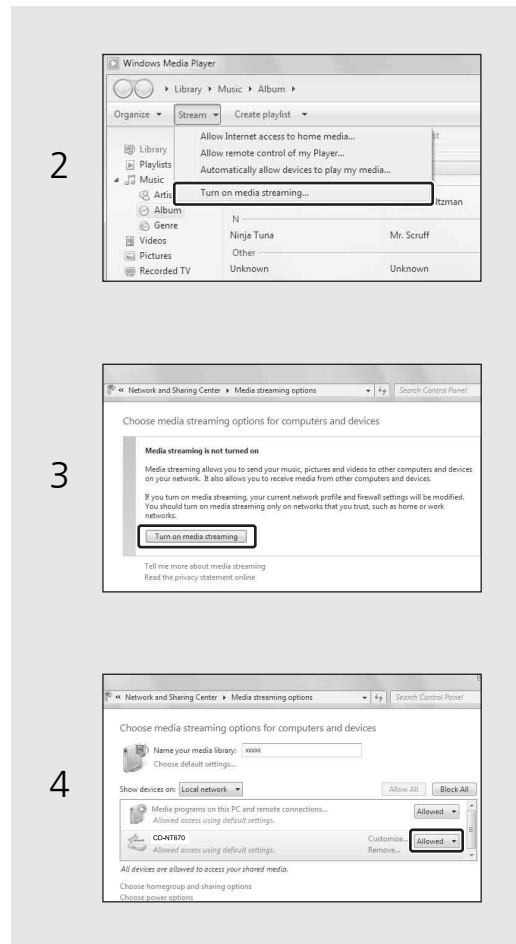 2
Windows Media Player
Library Music Album
Organize Stream Create playlist
Allow Internet access to home media...
Allow remote control of my Player...
Automatically allow devices to play my media...
Turn on media streaming...
Library
Playlists
Music
Artis
Album
Genre
Videos
Pictures
Recorded TV
ltzman
N
Ninja Tuna Mr. Scruff
Other
Unknown Unknown
3
« Network and Sharing Center Media streaming options Search Control Panel
Choose media streaming options for computers and devices
Media streaming is not turned on
Media streaming allows you to send your music, pictures and videos to other computers and devices
on your network. It also allows you to receive media from other computers and devices.
If you turn on media streaming, your current network profile and firewall settings will be modified.
You should turn on media streaming only on networks that you trust, such as home or work
networks.
Turn on media streaming
Tell me more about media streaming
Read the privacy statement online
4
« Network and Sharing Center Media streaming options Search Control Panel
Choose media streaming options for computers and devices
Name your media library: xxxxx
Choose default settings...
Show devices on: Local network Allow All Block All
Media programs on this PC and remote connections... Allowed
Allowed access using default settings.
CD-NT670 Customize... Allowed
Allowed access using default settings. Remove...
All devices are allowed to access your shared media.
Choose homegroup and sharing options
Choose power options